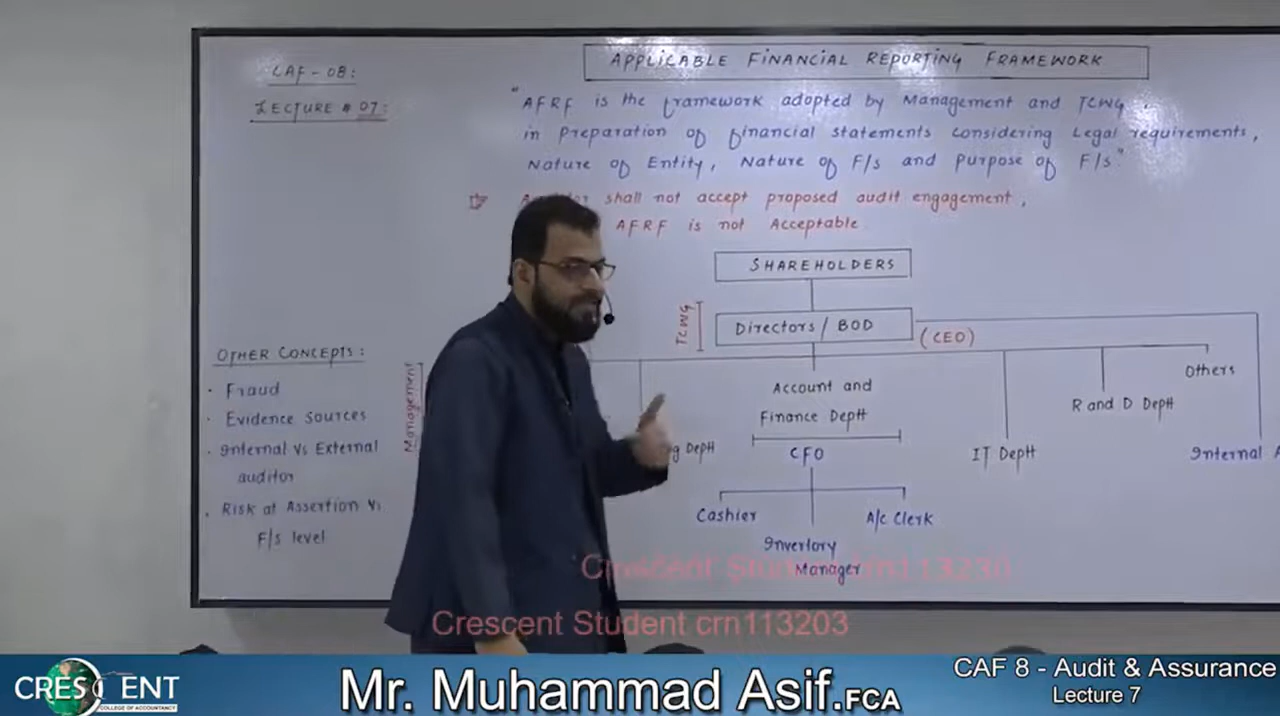 CAF - 08:
LECTURE # 07:
APPLICABLE FINANCIAL REPORTING FRAMEWORK
"AFRF is the framework adopted by Management and TCWG,
in preparation of financial statements considering Legal requirements,
Nature of Entity, Nature of F/s and Purpose of F/s"
shall not accept proposed audit engagement,
AFRF is not Acceptable
SHAREHOLDERS
TCWG
Directors / BOD
(CEO)
Management
Account and
Finance Deptt
Others
R and D Deptt
Deptt
CFO
IT Deptt
Internal
Cashier
A/c Clerk
Inventory
Manager
OTHER CONCEPTS:
• Fraud
• Evidence Sources
• Internal Vs External
auditor
• Risk at Assertion Vs
F/s level
Crescent Student crn113203
CRESCENT
COLLEGE OF ACCOUNTANCY
Mr. Muhammad Asif.FCA
CAF 8 - Audit & Assurance
Lecture 7